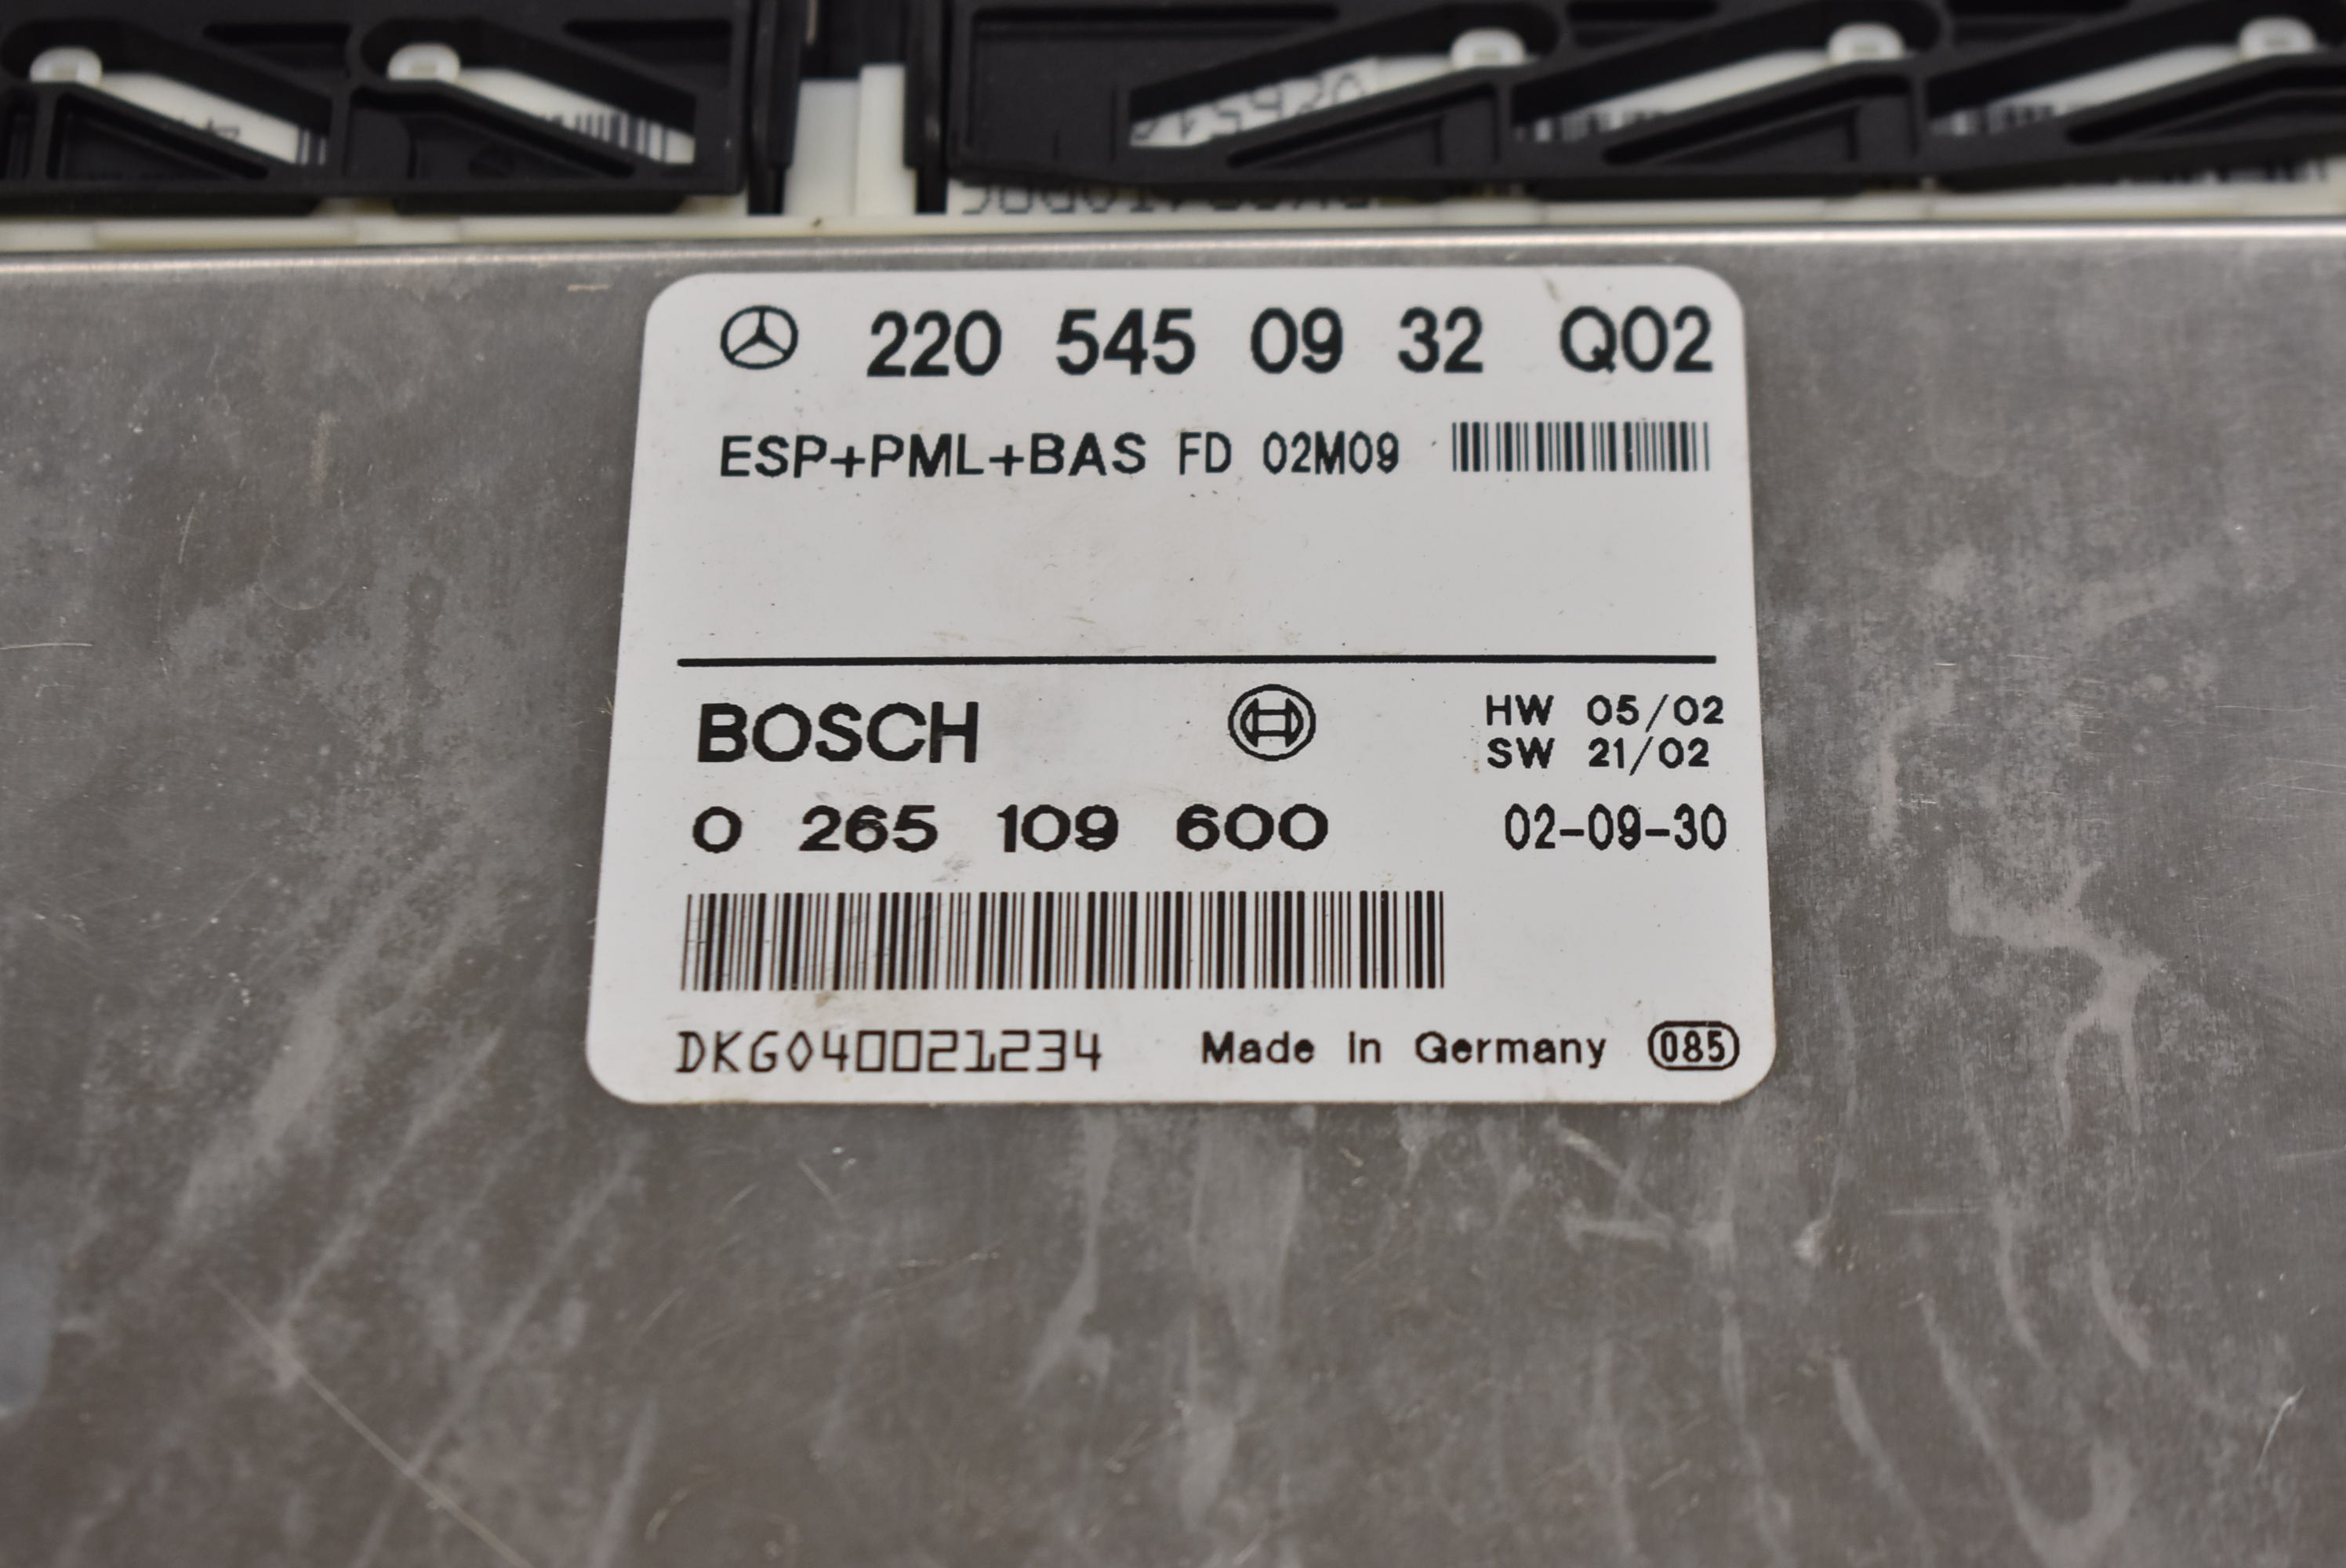 220 545 09 32 Q02
ESP+PML+BAS FD 02M09
BOSCH
HW 05/02
SW 21/02
0 265 109 600 02-09-30
DKG040021234 Made in Germany 085